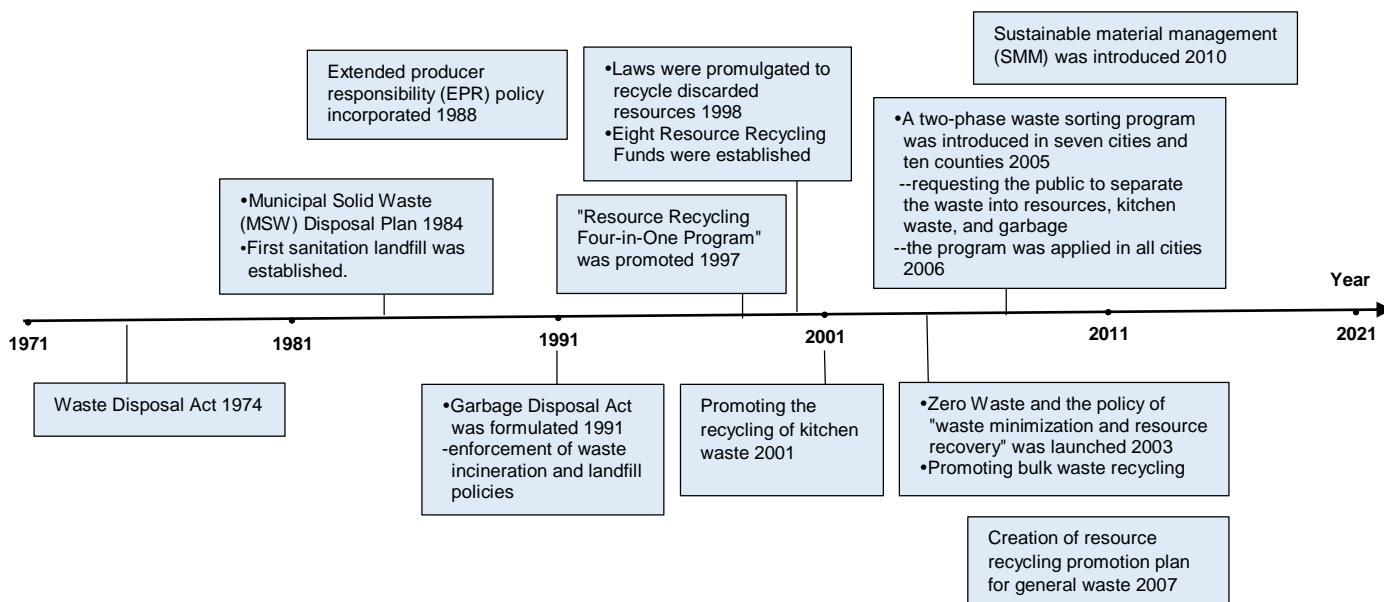 Sustainable material management
(SMM) was introduced 2010
Extended producer
responsibility (EPR) policy
incorporated 1988
•Laws were promulgated to
recycle discarded
resources 1998
•Eight Resource Recycling
Funds were established
•A two-phase waste sorting program
was introduced in seven cities and
ten counties 2005
--requesting the public to separate
the waste into resources, kitchen
waste, and garbage
--the program was applied in all cities
2006
•Municipal Solid Waste
(MSW) Disposal Plan 1984
•First sanitation landfill was
established.
"Resource Recycling
Four-in-One Program"
was promoted 1997
Year
1971
1981
1991
2001
2011
2021
Waste Disposal Act 1974
•Garbage Disposal Act
was formulated 1991
-enforcement of waste
incineration and landfill
policies
Promoting the
recycling of kitchen
waste 2001
•Zero Waste and the policy of
"waste minimization and resource
recovery" was launched 2003
•Promoting bulk waste recycling
Creation of resource
recycling promotion plan
for general waste 2007